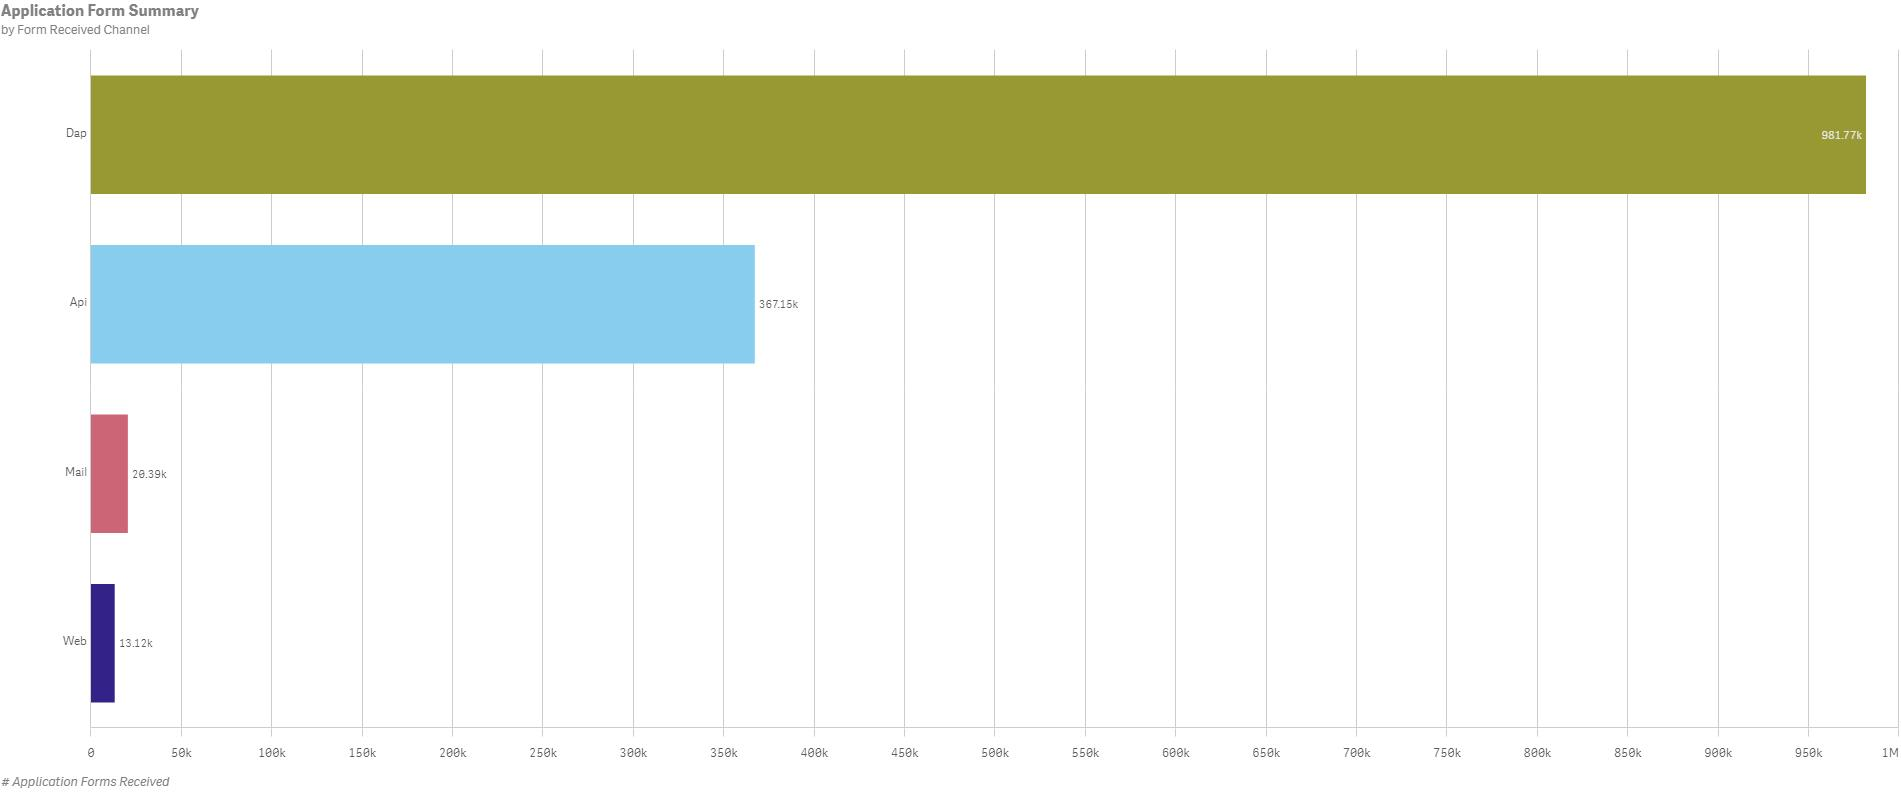 Application Form Summary
by Form Received Channel
Dap
981.77k
Api
367.15k
Mail
20.39k
Web
13.12k
0 50k 100k 150k 200k 250k 300k 350k 400k 450k 500k 550k 600k 650k 700k 750k 800k 850k 900k 950k 1M
# Application Forms Received